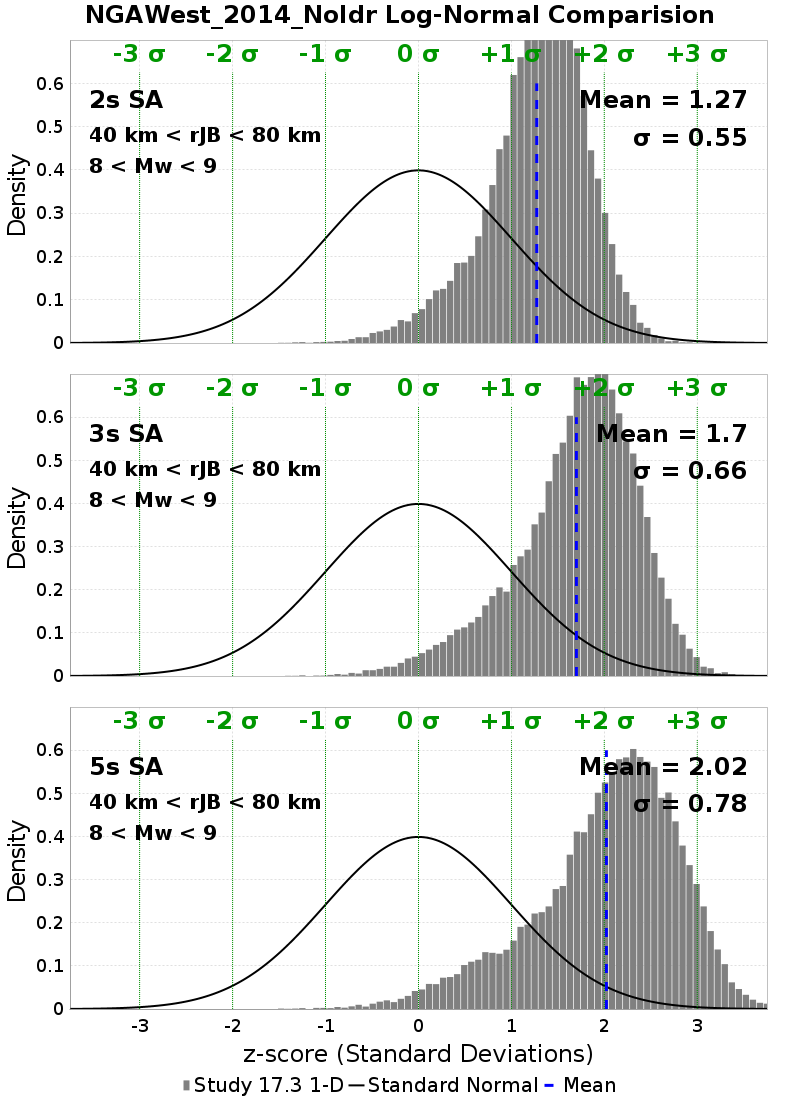 NGAWest_2014_NoIdr Log-Normal Comparision
-3 σ -2 σ -1 σ 0 σ +1 σ +2 σ +3 σ
2s SA Mean = 1.27
40 km < rJB < 80 km σ = 0.55
8 < Mw < 9
Density
0.6
0.5
0.4
0.3
0.2
0.1
0
-3 σ -2 σ -1 σ 0 σ +1 σ +2 σ +3 σ
3s SA Mean = 1.7
40 km < rJB < 80 km σ = 0.66
8 < Mw < 9
Density
0.6
0.5
0.4
0.3
0.2
0.1
0
-3 σ -2 σ -1 σ 0 σ +1 σ +2 σ +3 σ
5s SA Mean = 2.02
40 km < rJB < 80 km σ = 0.78
8 < Mw < 9
Density
0.6
0.5
0.4
0.3
0.2
0.1
0
-3 -2 -1 0 1 2 3
z-score (Standard Deviations)
Study 17.3 1-D Standard Normal Mean